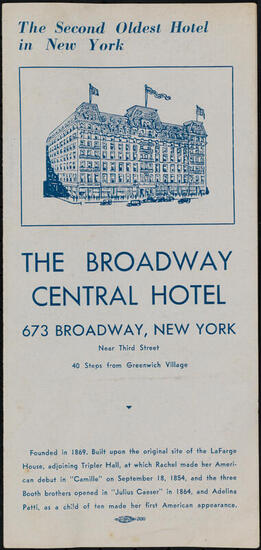 The Second Oldest Hotel
in New York
THE BROADWAY
CENTRAL HOTEL
673 BROADWAY, NEW YORK
Near Third Street
40 Steps from Greenwich Village
Founded in 1869. Built upon the original site of the LaFarge
House, adjoining Tripler Hall, at which Rachel made her Ameri-
can debut in "Camille" on September 18, 1854, and the three
Booth brothers opened in "Julius Caeser" in 1864, and Adelina
Patti, as a child of ten made her first American appearance.